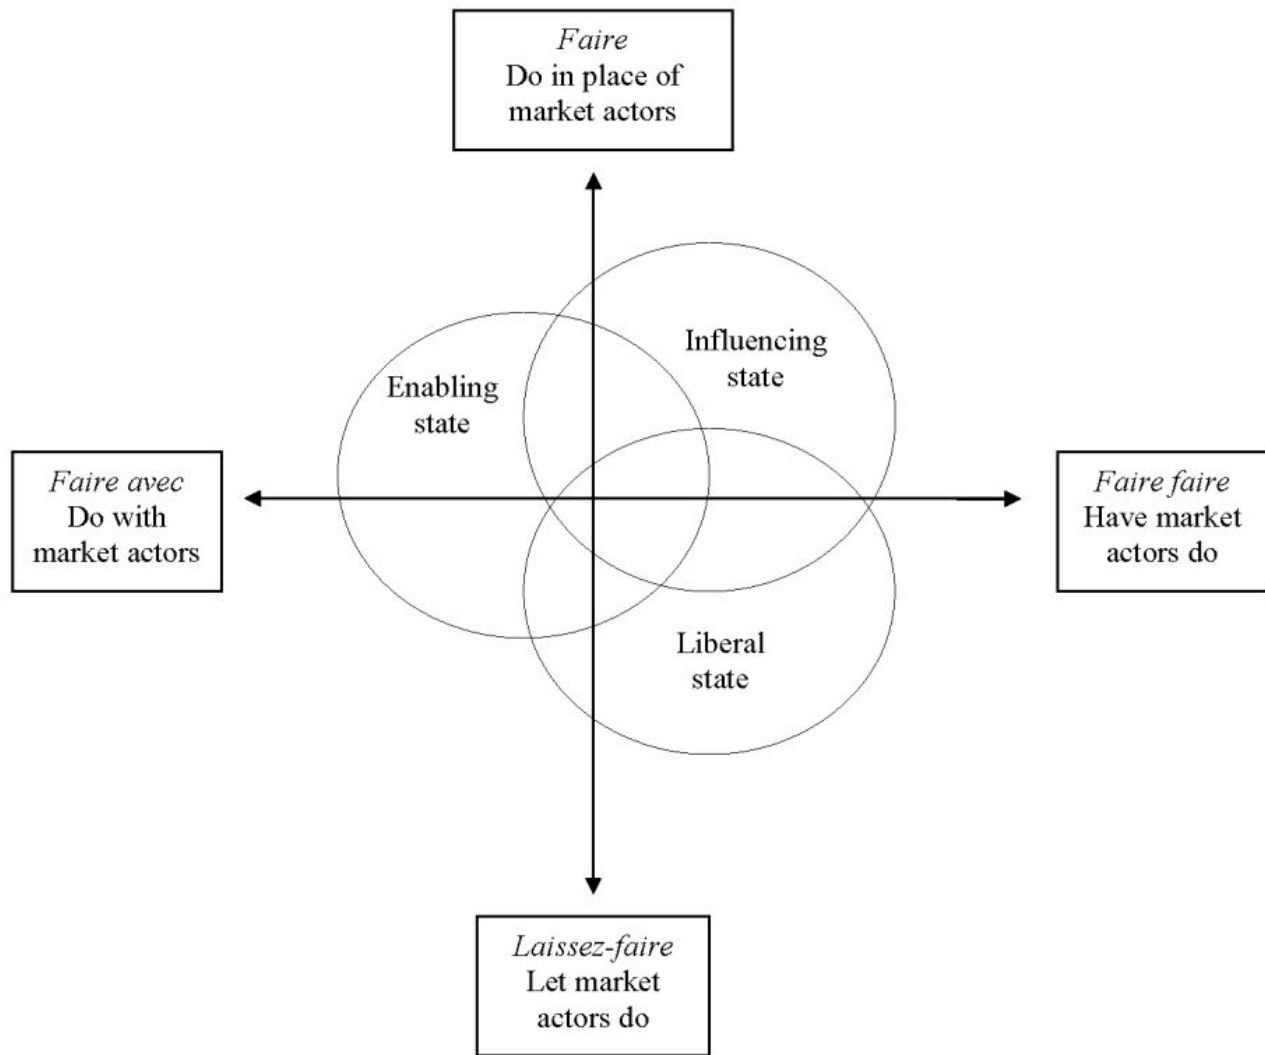 Faire
Do in place of
market actors
Influencing
state
Enabling
state
Faire avec
Do with
market actors
Faire faire
Have market
actors do
Liberal
state
Laissez-faire
Let market
actors do